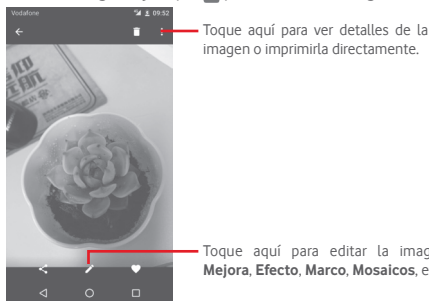 Vodafone 09:52
Toque aquí para ver detalles de la
imagen o imprimirla directamente.
Toque aquí para editar la
Mejora, Efecto, Marco, Mosaicos,